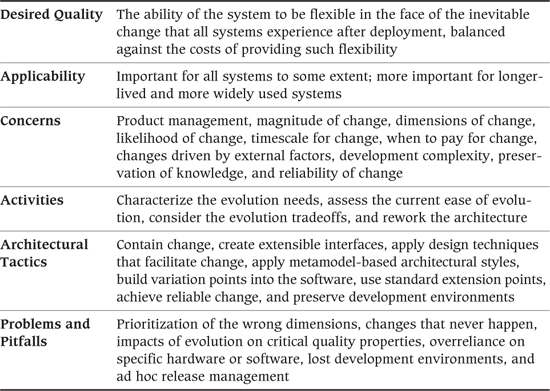 Desired Quality The ability of the system to be flexible in the face of the inevitable
change that all systems experience after deployment, balanced
against the costs of providing such flexibility
Applicability Important for all systems to some extent; more important for longer-
lived and more widely used systems
Concerns Product management, magnitude of change, dimensions of change,
likelihood of change, timescale for change, when to pay for change,
changes driven by external factors, development complexity, preser-
vation of knowledge, and reliability of change
Activities Characterize the evolution needs, assess the current ease of evolu-
tion, consider the evolution tradeoffs, and rework the architecture
Architectural Contain change, create extensible interfaces, apply design techniques
Tactics that facilitate change, apply metamodel-based architectural styles,
build variation points into the software, use standard extension points,
achieve reliable change, and preserve development environments
Problems and Prioritization of the wrong dimensions, changes that never happen,
Pitfalls impacts of evolution on critical quality properties, overreliance on
specific hardware or software, lost development environments, and
ad hoc release management